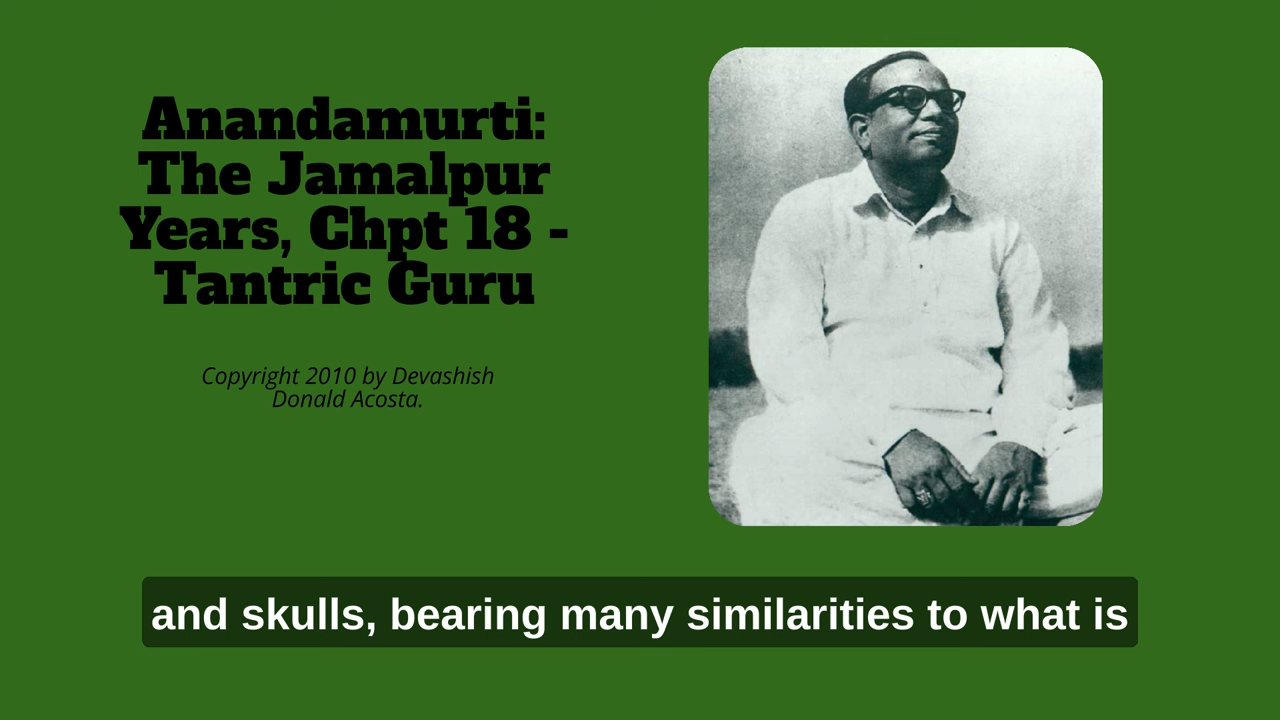 Anandamurti:
The Jamalpur
Years, Chpt 18 -
Tantric Guru
Copyright 2010 by Devashish
Donald Acosta.
and skulls, bearing many similarities to what is